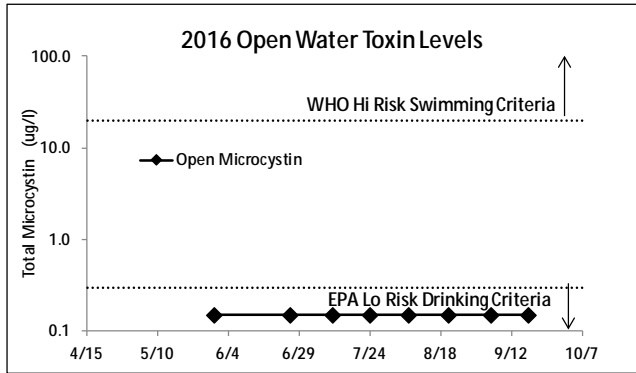 2016 Open Water Toxin Levels
100.0
WHO Hi Risk Swimming Criteria
10.0
Open Microcystin
Total Microcystin (ug/l)
1.0
EPA Lo Risk Drinking Criteria
0.1
4/15 5/10 6/4 6/29 7/24 8/18 9/12 10/7